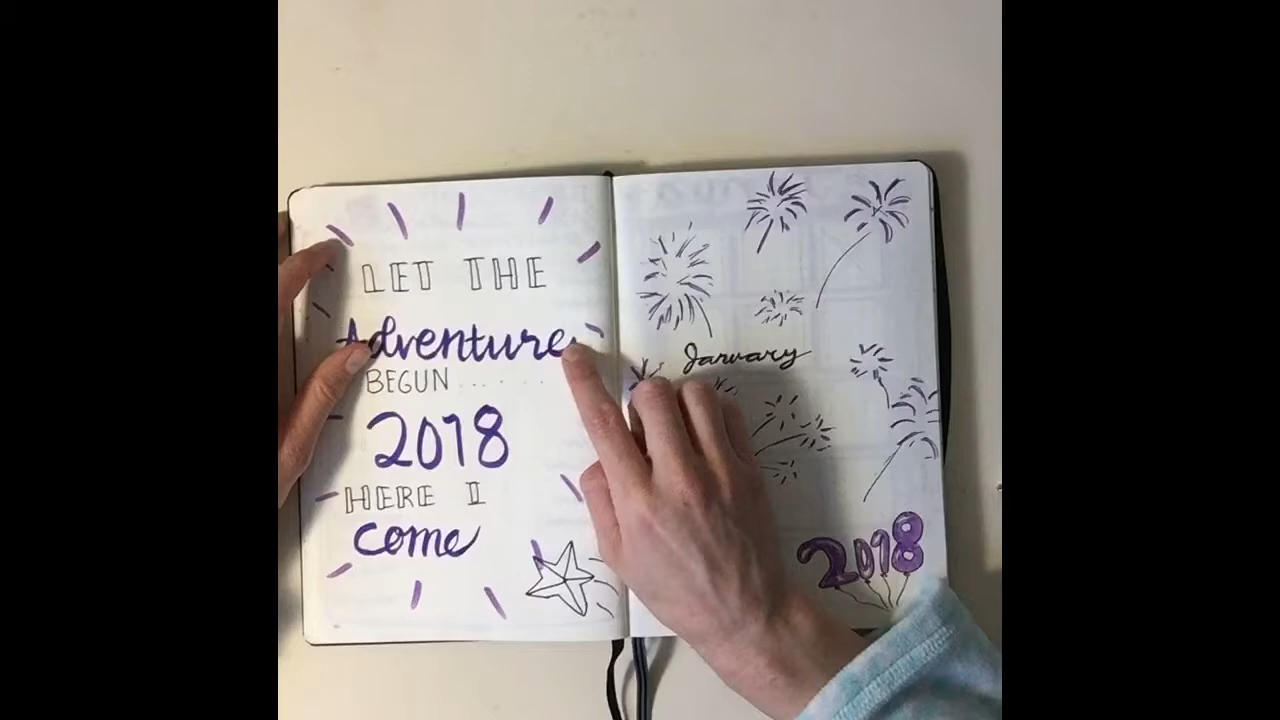 LET THE
Adventure
BEGUN ......
2018
HERE I
come
January
2018